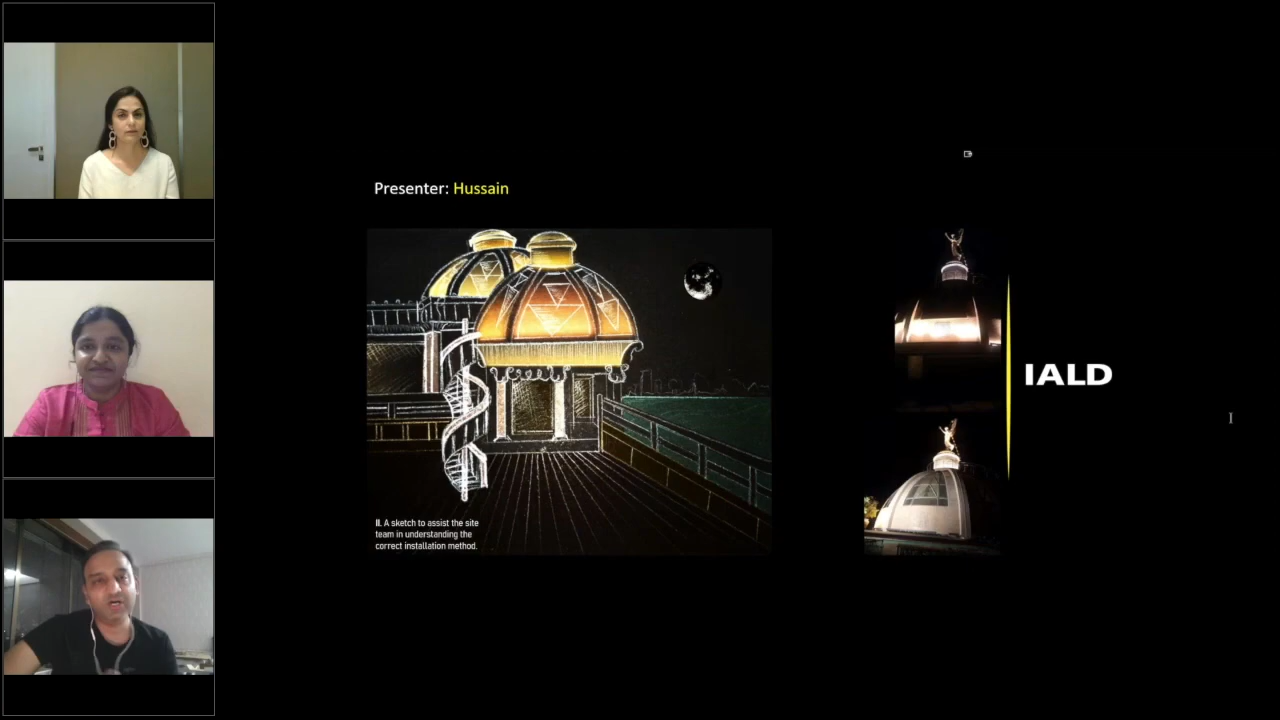 Presenter: Hussain
II. A sketch to assist the site
team in understanding the
correct installation method.
IALD